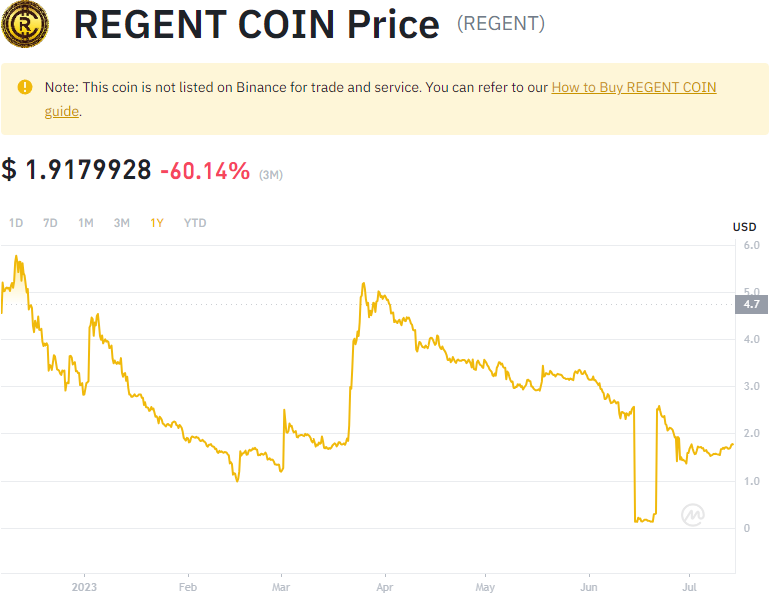 REGENT COIN Price (REGENT)
Note: This coin is not listed on Binance for trade and service. You can refer to our How to Buy REGENT COIN
guide.
$ 1.9179928 -60.14% (3M)
1D 7D 1M 3M 1Y YTD
USD
6.0
5.0
4.7
4.0
3.0
2.0
1.0
0
2023 Feb Mar Apr May Jun Jul